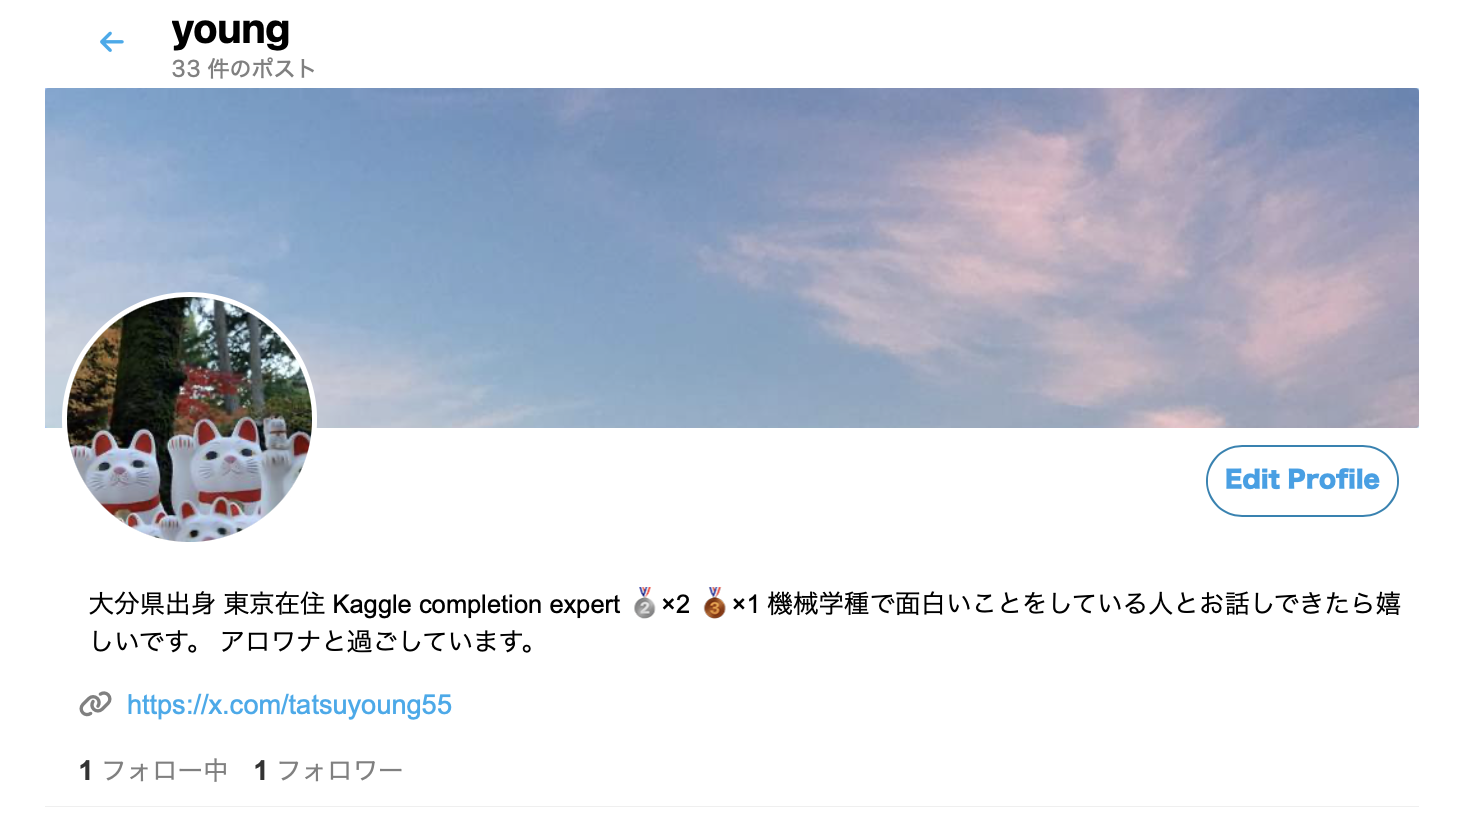 young
33 件のポスト
Edit Profile
大分県出身 東京在住 Kaggle completion expert 🥈×2 🥉×1 機械学種で面白いことをしている人とお話しできたら嬉
しいです。 アロワナと過ごしています。
https://x.com/tatsuyoung55
1 フォロー中 1 フォロワー